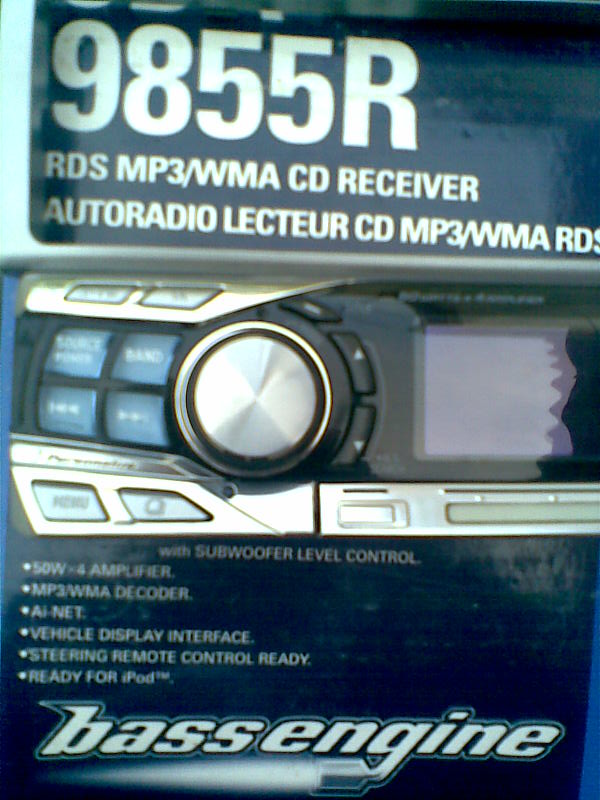 9855R
RDS MP3/WMA CD RECEIVER
AUTORADIO LECTEUR CD MP3/WMA RDS
SOURCE
POWER
BAND
MENU
with SUBWOOFER LEVEL CONTROL.
•50W×4 AMPLIFIER.
•MP3/WMA DECODER.
•Ai-NET.
•VEHICLE DISPLAY INTERFACE.
•STEERING REMOTE CONTROL READY.
•READY FOR iPod™.
bassengine